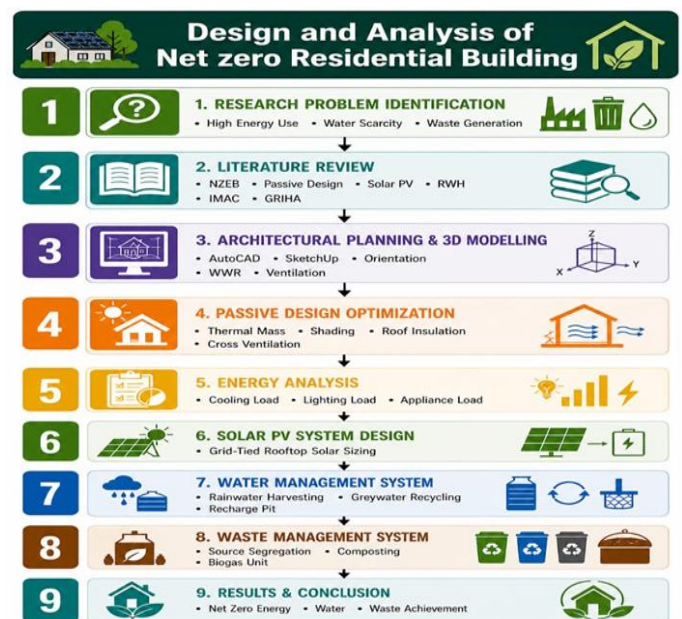 Design and Analysis of
Net zero Residential Building
1
?
1. RESEARCH PROBLEM IDENTIFICATION
• High Energy Use • Water Scarcity • Waste Generation
2
2. LITERATURE REVIEW
• NZEB • Passive Design • Solar PV • RWH
• IMAC • GRIHA
3
3. ARCHITECTURAL PLANNING & 3D MODELLING
• AutoCAD • SketchUp • Orientation
• WWR • Ventilation
Z
X
Y
4
4. PASSIVE DESIGN OPTIMIZATION
• Thermal Mass • Shading • Roof Insulation
• Cross Ventilation
5
5. ENERGY ANALYSIS
• Cooling Load • Lighting Load • Appliance Load
6
6. SOLAR PV SYSTEM DESIGN
• Grid-Tied Rooftop Solar Sizing
7
7. WATER MANAGEMENT SYSTEM
• Rainwater Harvesting • Greywater Recycling
• Recharge Pit
8
8. WASTE MANAGEMENT SYSTEM
• Source Segregation • Composting
• Biogas Unit
9
9. RESULTS & CONCLUSION
• Net Zero Energy • Water • Waste Achievement